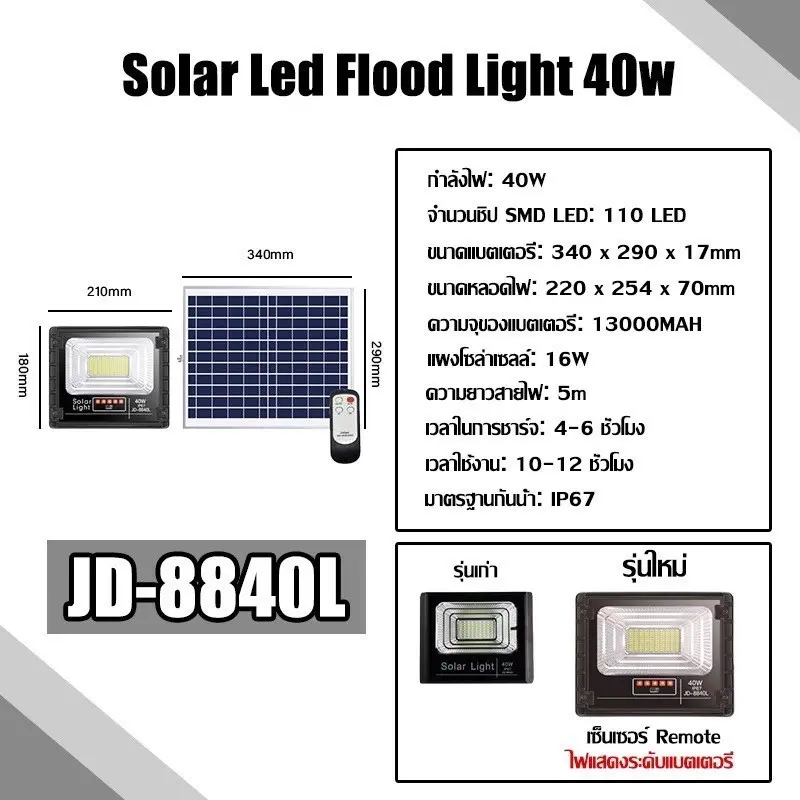 Solar Led Flood Light 40w
กำลังไฟ: 40W
จำนวนชิป SMD LED: 110 LED
ขนาดแบตเตอรี: 340 x 290 x 17mm
ขนาดหลอดไฟ: 220 x 254 x 70mm
ความจุของแบตเตอรี: 13000MAH
แผงโซล่าเซลล์: 16W
ความยาวสายไฟ: 5m
เวลาในการชาร์จ: 4-6 ชัวโมง
เวลาใช้งาน: 10-12 ชัวโมง
มาตรฐานกันน้ำ: IP67
340mm
210mm
180mm
290mm
Solar
Light
40W
IP67
JD-8840L
JD-8840L
รุ่นเก่า
รุ่นใหม่
Solar Light
40W
40W
IP67
JD-8840L
เซ็นเซอร์ Remote
ไฟแสดงระดับแบตเตอรี